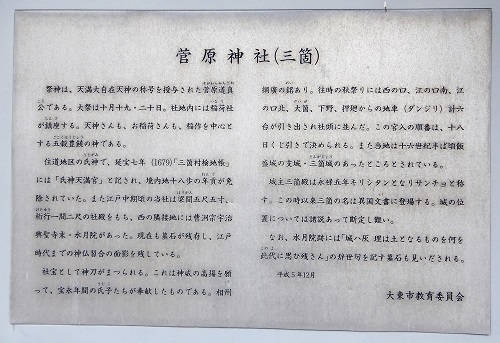 菅原神社(三箇)
祭神は、天満大自在天神の称号を授与された菅原道真
公である。大祭は十月十九・二十日。社地内には稲荷社
が鎮座する。天神さんも、お稲荷さんも、稲作を中心と
する五穀豊饒の神である。
住道地区の氏神で、延宝七年(1679)「三箇村検地帳」
には「氏神天満宮」と記され、境内地十八歩の年貢が免
除されていた。また江戸中期頃の当社は梁間五尺五寸、
桁行一間二尺の社殿をもち、西の隣接地には曹洞宗宇治
興聖寺末・水月院があった。現在も墓石が残存し、江戸
時代までの神仏習合の面影を残している。
社宝として神刀がまつられる。これは神威の高揚を願
って、宝永年間の氏子たちが奉献したものである。相州
綱廣の銘あり。往時の秋祭りには西の口、江の口南、江
の口北、大箇、下野、押廻からの地車(ダンジリ)計六
台が引き出され社頭に並んだ。この宮入の順番は、十八
日くじ引きで決められる。また当地は十六世紀半ば頃飯
盛城の支城・三箇城のあったところとされている。
城主三箇殿は永禄五年キリシタンとなりサンチョと称
す。この時以来三箇の名は異国文書に登場する。城の位
置については諸説あって断定し難い。
なお、水月院跡には「城ハ灰 埋は土となるものを何を
此代に思ひ残さん」の辞世句を記す墓石も見いだされる。
平成5年12月
大東市教育委員会